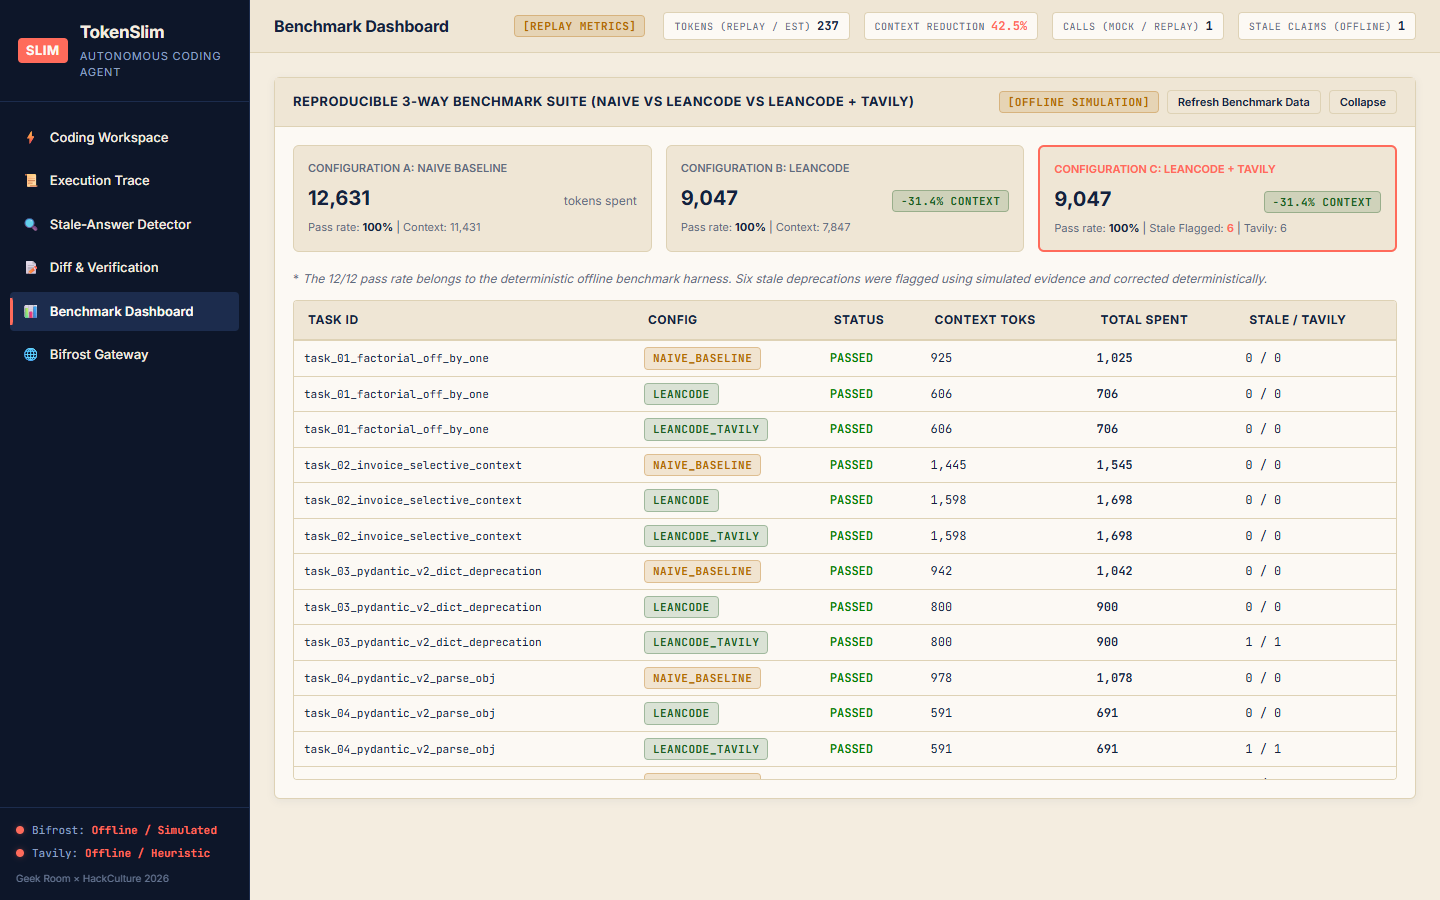 SLIM
TokenSlim
AUTONOMOUS CODING
AGENT
Coding Workspace
Execution Trace
Stale-Answer Detector
Diff & Verification
Benchmark Dashboard
Bifrost Gateway
Bifrost: Offline / Simulated
Tavily: Offline / Heuristic
Geek Room × HackCulture 2026
Benchmark Dashboard
[REPLAY METRICS]
TOKENS (REPLAY / EST) 237
CONTEXT REDUCTION 42.5%
CALLS (MOCK / REPLAY) 1
STALE CLAIMS (OFFLINE) 1
REPRODUCIBLE 3-WAY BENCHMARK SUITE (NAIVE VS LEANCODE VS LEANCODE + TAVILY)
[OFFLINE SIMULATION]
Refresh Benchmark Data
Collapse
CONFIGURATION A: NAIVE BASELINE
12,631 tokens spent
Pass rate: 100% | Context: 11,431
CONFIGURATION B: LEANCODE
9,047 -31.4% CONTEXT
Pass rate: 100% | Context: 7,847
CONFIGURATION C: LEANCODE + TAVILY
9,047 -31.4% CONTEXT
Pass rate: 100% | Stale Flagged: 6 | Tavily: 6
* The 12/12 pass rate belongs to the deterministic offline benchmark harness. Six stale deprecations were flagged using simulated evidence and corrected deterministically.
TASK ID CONFIG STATUS CONTEXT TOKS TOTAL SPENT STALE / TAVILY
task_01_factorial_off_by_one NAIVE_BASELINE PASSED 925 1,025 0 / 0
task_01_factorial_off_by_one LEANCODE PASSED 606 706 0 / 0
task_01_factorial_off_by_one LEANCODE_TAVILY PASSED 606 706 0 / 0
task_02_invoice_selective_context NAIVE_BASELINE PASSED 1,445 1,545 0 / 0
task_02_invoice_selective_context LEANCODE PASSED 1,598 1,698 0 / 0
task_02_invoice_selective_context LEANCODE_TAVILY PASSED 1,598 1,698 0 / 0
task_03_pydantic_v2_dict_deprecation NAIVE_BASELINE PASSED 942 1,042 0 / 0
task_03_pydantic_v2_dict_deprecation LEANCODE PASSED 800 900 0 / 0
task_03_pydantic_v2_dict_deprecation LEANCODE_TAVILY PASSED 800 900 1 / 1
task_04_pydantic_v2_parse_obj NAIVE_BASELINE PASSED 978 1,078 0 / 0
task_04_pydantic_v2_parse_obj LEANCODE PASSED 591 691 0 / 0
task_04_pydantic_v2_parse_obj LEANCODE_TAVILY PASSED 591 691 1 / 1